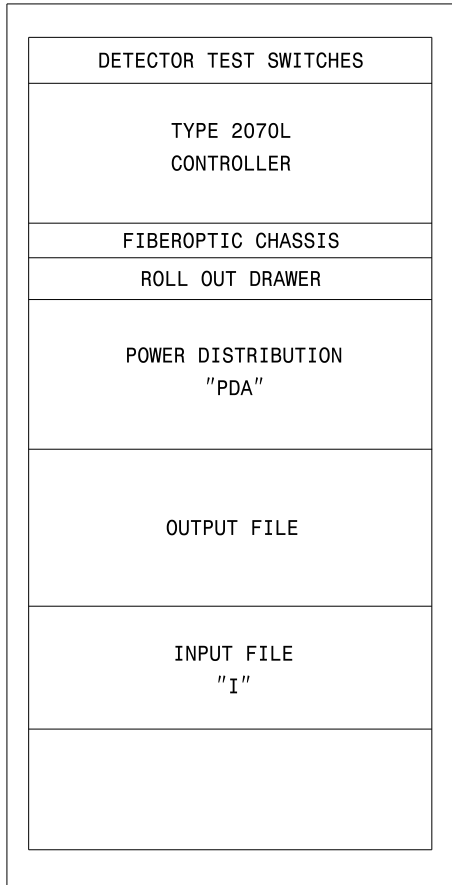 DETECTOR TEST SWITCHES
TYPE 2070L
CONTROLLER
FIBEROPTIC CHASSIS
ROLL OUT DRAWER
POWER DISTRIBUTION
"PDA"
OUTPUT FILE
INPUT FILE
"I"